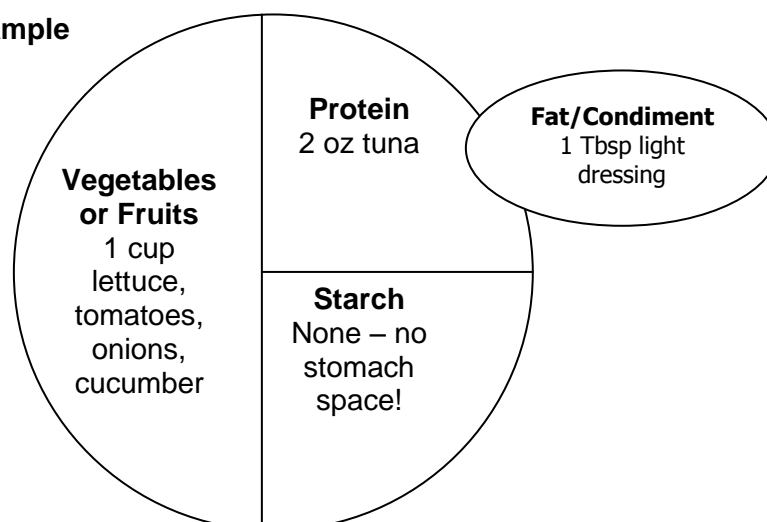 Vegetables
or Fruits
1 cup
lettuce,
tomatoes,
onions,
cucumber
Protein
2 oz tuna
Starch
None – no
stomach
space!
Fat/Condiment
1 Tbsp light
dressing